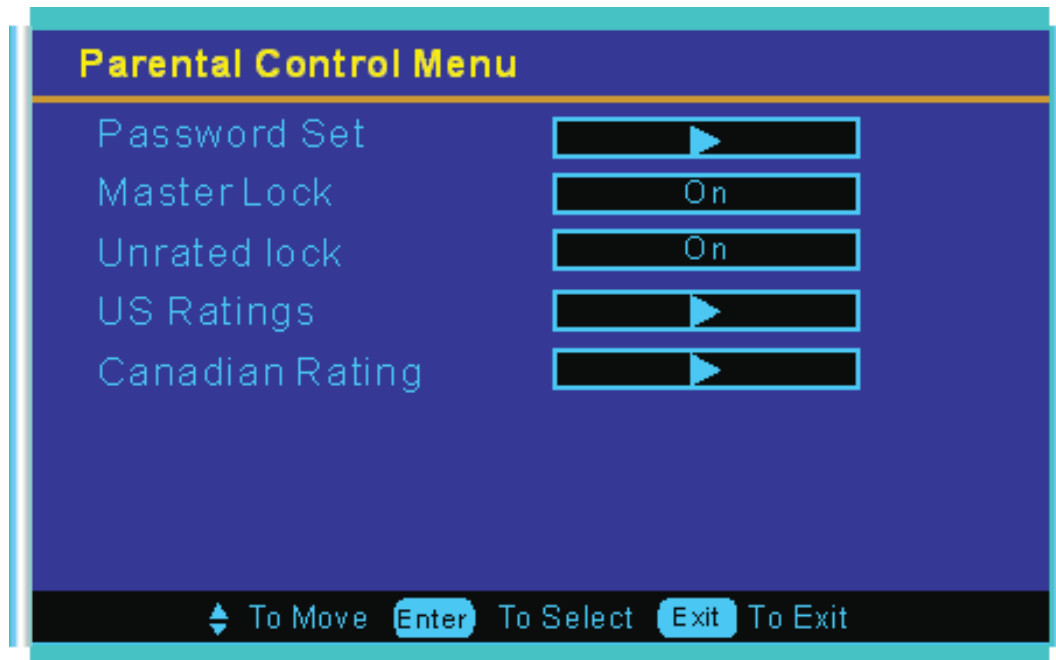 Parental Control Menu
Password Set
Master Lock On
Unrated lock On
US Ratings
Canadian Rating
To Move Enter To Select Exit To Exit